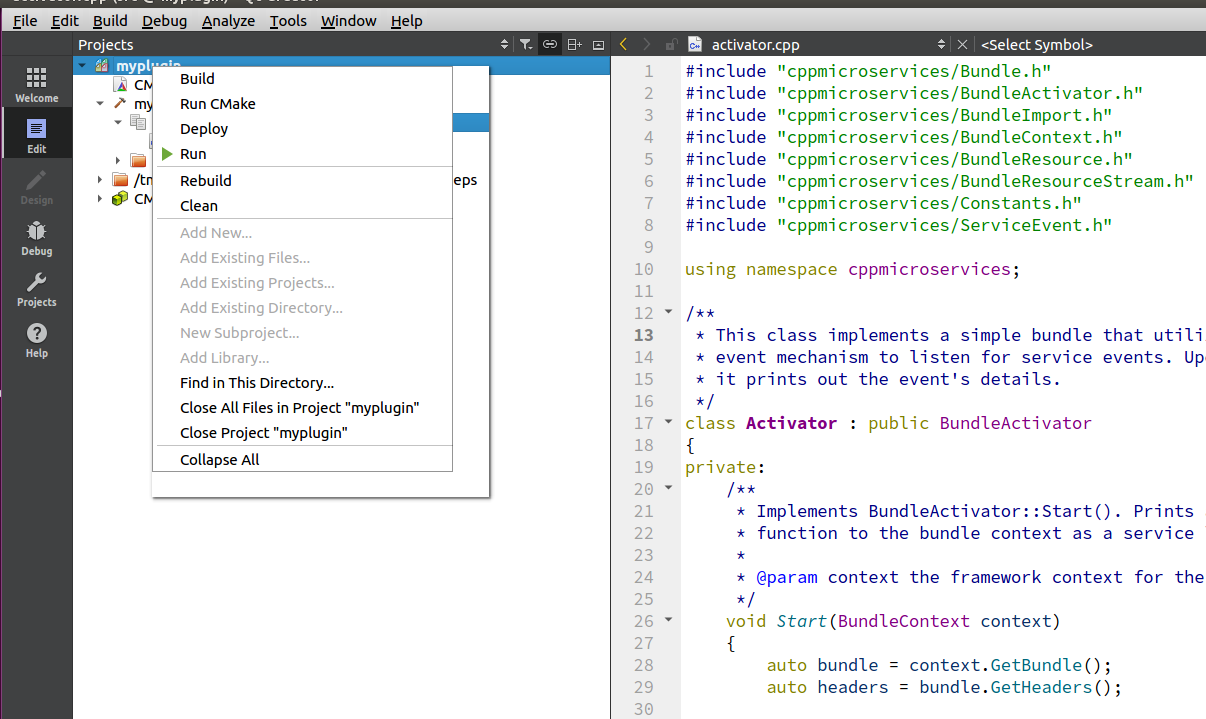 File Edit Build Debug Analyze Tools Window Help
Projects
activator.cpp
<Select Symbol>
Welcome
Edit
Design
Debug
Projects
Help
myplugin
CM
my
/tm
eps
CM
Build
Run CMake
Deploy
Run
Rebuild
Clean
Add New...
Add Existing Files...
Add Existing Projects...
Add Existing Directory...
New Subproject...
Add Library...
Find in This Directory...
Close All Files in Project "myplugin"
Close Project "myplugin"
Collapse All
1 #include "cppmicroservices/Bundle.h"
2 #include "cppmicroservices/BundleActivator.h"
3 #include "cppmicroservices/BundleImport.h"
4 #include "cppmicroservices/BundleContext.h"
5 #include "cppmicroservices/BundleResource.h"
6 #include "cppmicroservices/BundleResourceStream.h"
7 #include "cppmicroservices/Constants.h"
8 #include "cppmicroservices/ServiceEvent.h"
9
10 using namespace cppmicroservices;
11
12 /**
13 * This class implements a simple bundle that utili
14 * event mechanism to listen for service events. Upo
15 * it prints out the event's details.
16 */
17 class Activator : public BundleActivator
18 {
19 private:
20 /**
21 * Implements BundleActivator::Start(). Prints
22 * function to the bundle context as a service
23 *
24 * @param context the framework context for the
25 */
26 void Start(BundleContext context)
27 {
28 auto bundle = context.GetBundle();
29 auto headers = bundle.GetHeaders();
30